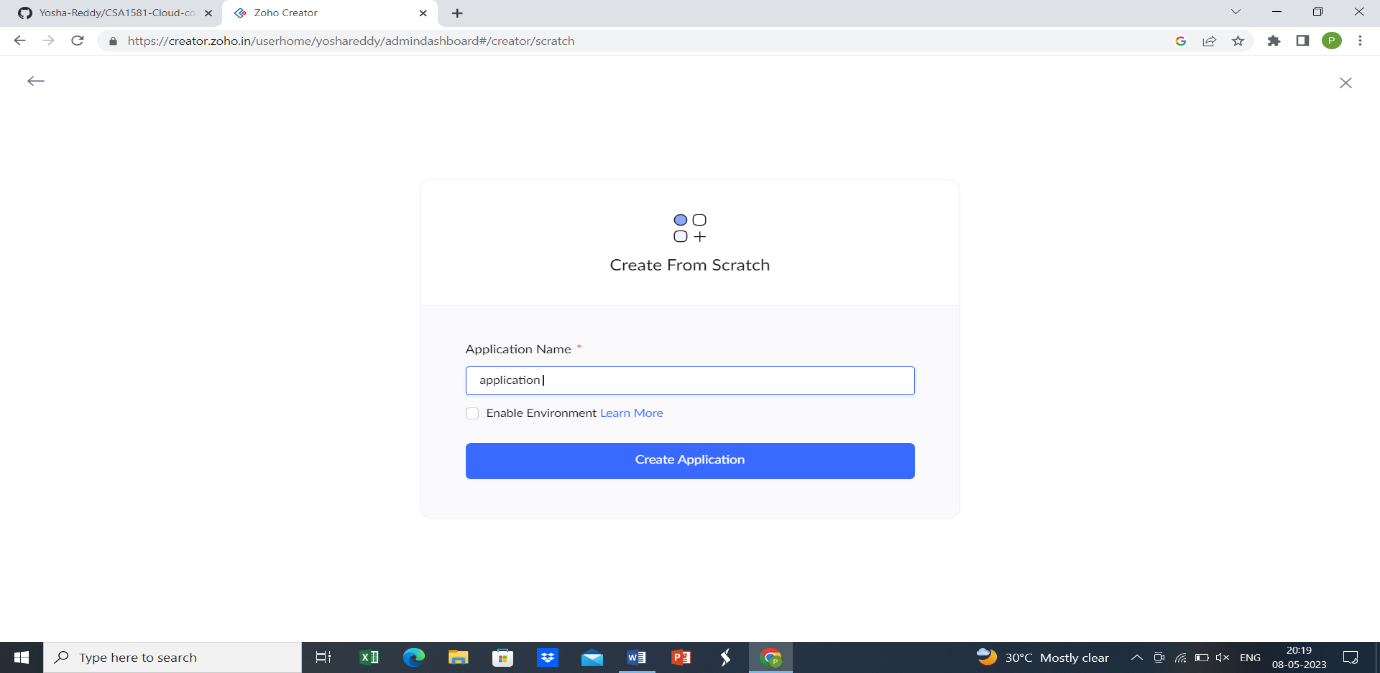 Yosha-Reddy/CSA1581-Cloud-co
Zoho Creator
https://creator.zoho.in/userhome/yoshareddy/admindashboard#/creator/scratch
G
P
Create From Scratch
Application Name *
application
Enable Environment Learn More
Create Application
Type here to search
30°C Mostly clear
ENG
20:19
08-05-2023